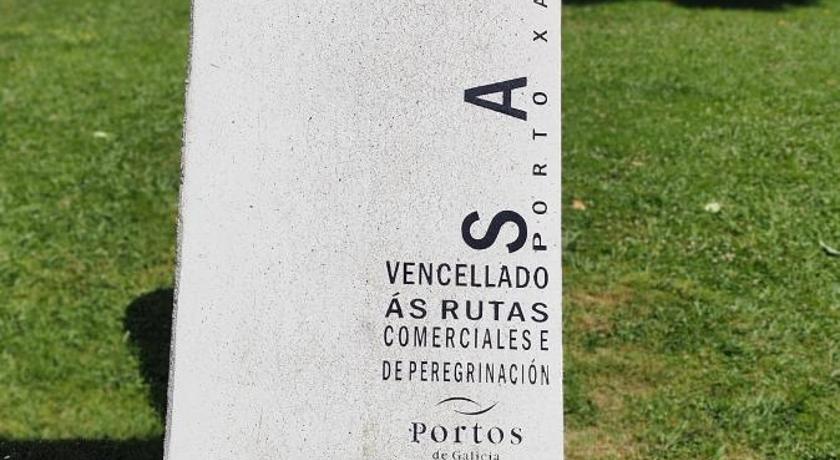 SA
PORTO XA
VENCELLADO
ÁS RUTAS
COMERCIALES E
DE PEREGRINACIÓN
Portos
de Galicia